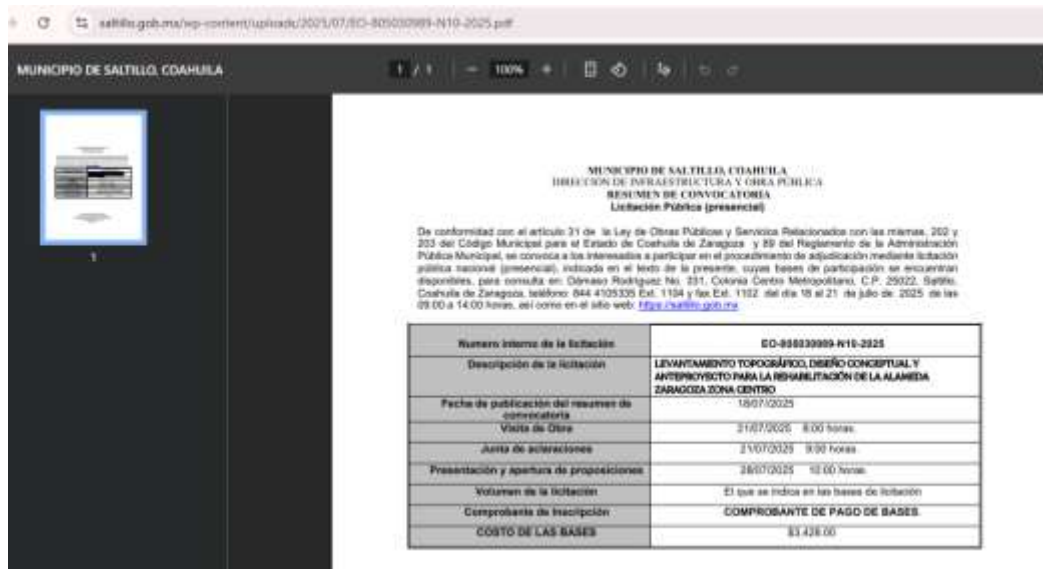 saltillo.gob.mx/wp-content/uploads/2025/07/EO-805030989-N10-2025.pdf
MUNICIPIO DE SALTILLO, COAHUILA
1 / 1
100%
1
MUNICIPIO DE SALTILLO, COAHUILA
DIRECCION DE INFRAESTRUCTURA Y OBRA PÚBLICA
RESUMEN DE CONVOCATORIA
Licitación Pública (presencial)
De conformidad con el artículo 31 de la Ley de Obras Públicas y Servicios Relacionados con las mismas, 202 y
203 del Código Municipal para el Estado de Coahuila de Zaragoza y 89 del Reglamento de la Administración
Pública Municipal, se convoca a los interesados a participar en el procedimiento de adjudicación mediante licitación
pública nacional (presencial), indicada en el texto de la presente, cuyas bases de participación se encuentran
disponibles, para consulta en: Dámaso Rodríguez No. 231, Colonia Centro Metropolitano, C.P. 25022, Saltillo,
Coahuila de Zaragoza, teléfono: 844 4105335 Ext. 1104 y fax Ext. 1102 del día 18 al 21 de julio de 2025 de las
09:00 a 14:00 horas, así como en el sitio web: https://saltillo.gob.mx
Numero interno de la licitación EO-805030989-N10-2025
Descripción de la licitación LEVANTAMIENTO TOPOGRÁFICO, DISEÑO CONCEPTUAL Y
ANTEPROYECTO PARA LA REHABILITACIÓN DE LA ALAMEDA
ZARAGOZA ZONA CENTRO
Fecha de publicación del resumen de
convocatoria 18/07/2025
Visita de Obra 21/07/2025 8:00 horas
Junta de aclaraciones 21/07/2025 9:00 horas
Presentación y apertura de proposiciones 28/07/2025 10:00 horas
Volumen de la licitación El que se indica en las bases de licitación
Comprobante de Inscripción COMPROBANTE DE PAGO DE BASES
COSTO DE LAS BASES $3,428.00